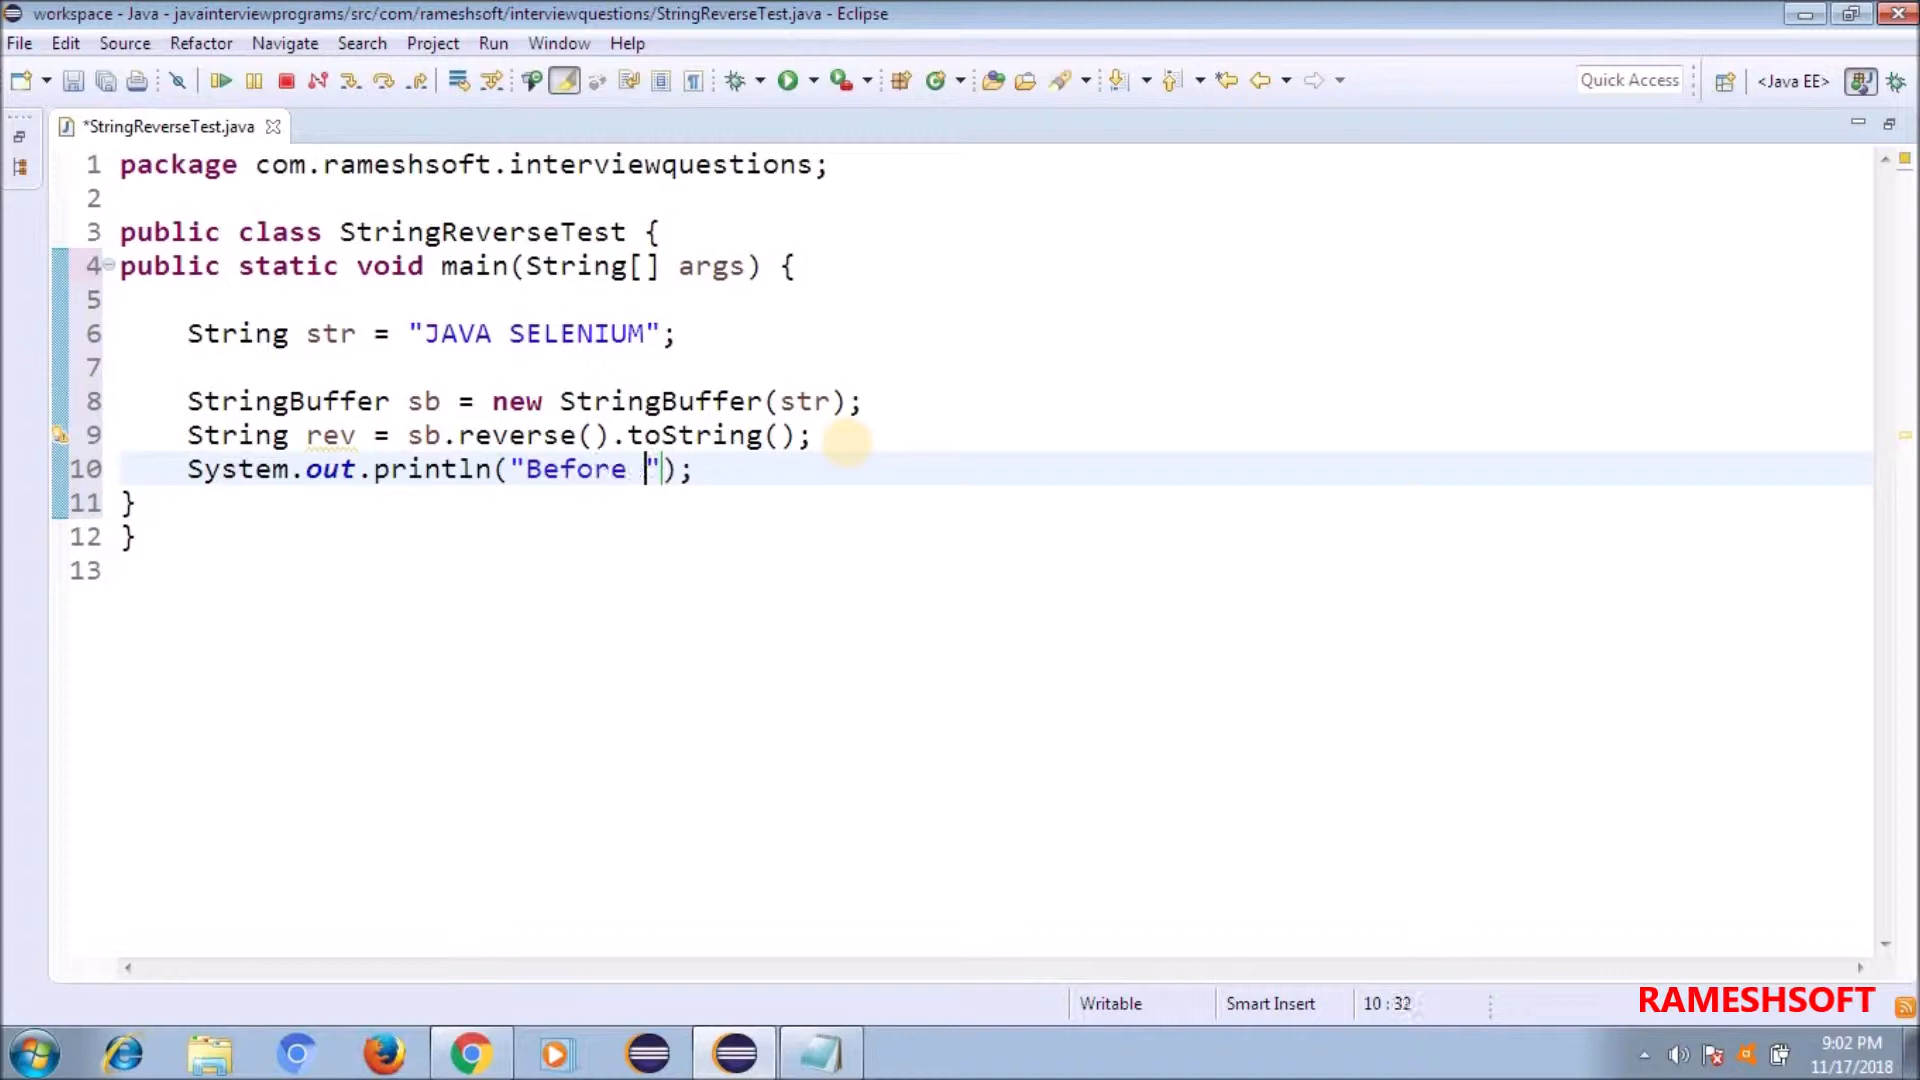 workspace - Java - javainterviewprograms/src/com/rameshsoft/interviewquestions/StringReverseTest.java - Eclipse
File Edit Source Refactor Navigate Search Project Run Window Help
Quick Access <Java EE>
*StringReverseTest.java
1 package com.rameshsoft.interviewquestions;
2
3 public class StringReverseTest {
4 public static void main(String[] args) {
5
6 String str = "JAVA SELENIUM";
7
8 StringBuffer sb = new StringBuffer(str);
9 String rev = sb.reverse().toString();
10 System.out.println("Before ");
11 }
12 }
13
Writable Smart Insert 10 : 32
RAMESHSOFT
9:02 PM
11/17/2018